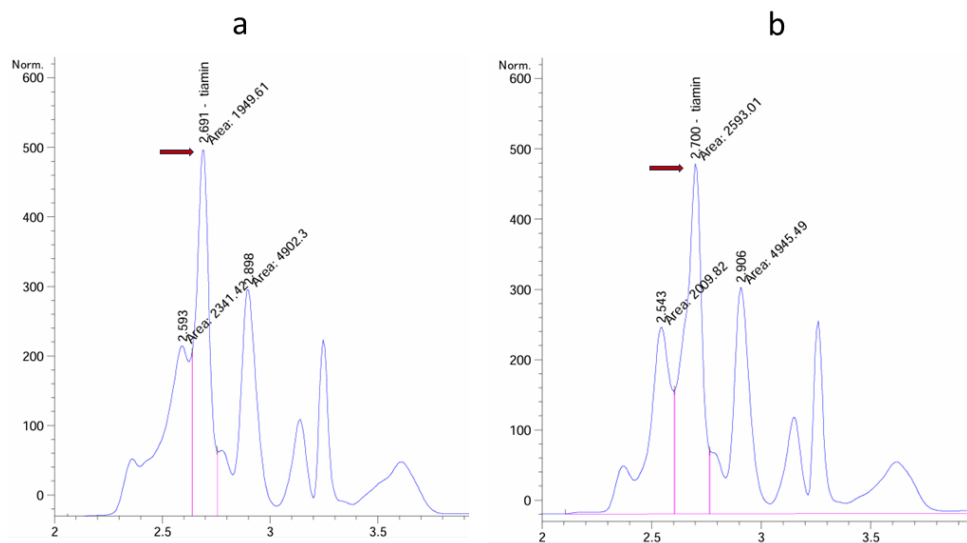 a
b
Norm.
600
500
400
300
200
100
0
2
2.5
3
3.5
2.593
Area: 2341.42
2.691 - tiamin
Area: 1949.61
2.898
Area: 4902.3
Norm.
600
500
400
300
200
100
0
2
2.5
3
3.5
2.543
Area: 2009.82
2.700 - tiamin
Area: 2593.01
2.906
Area: 4945.49